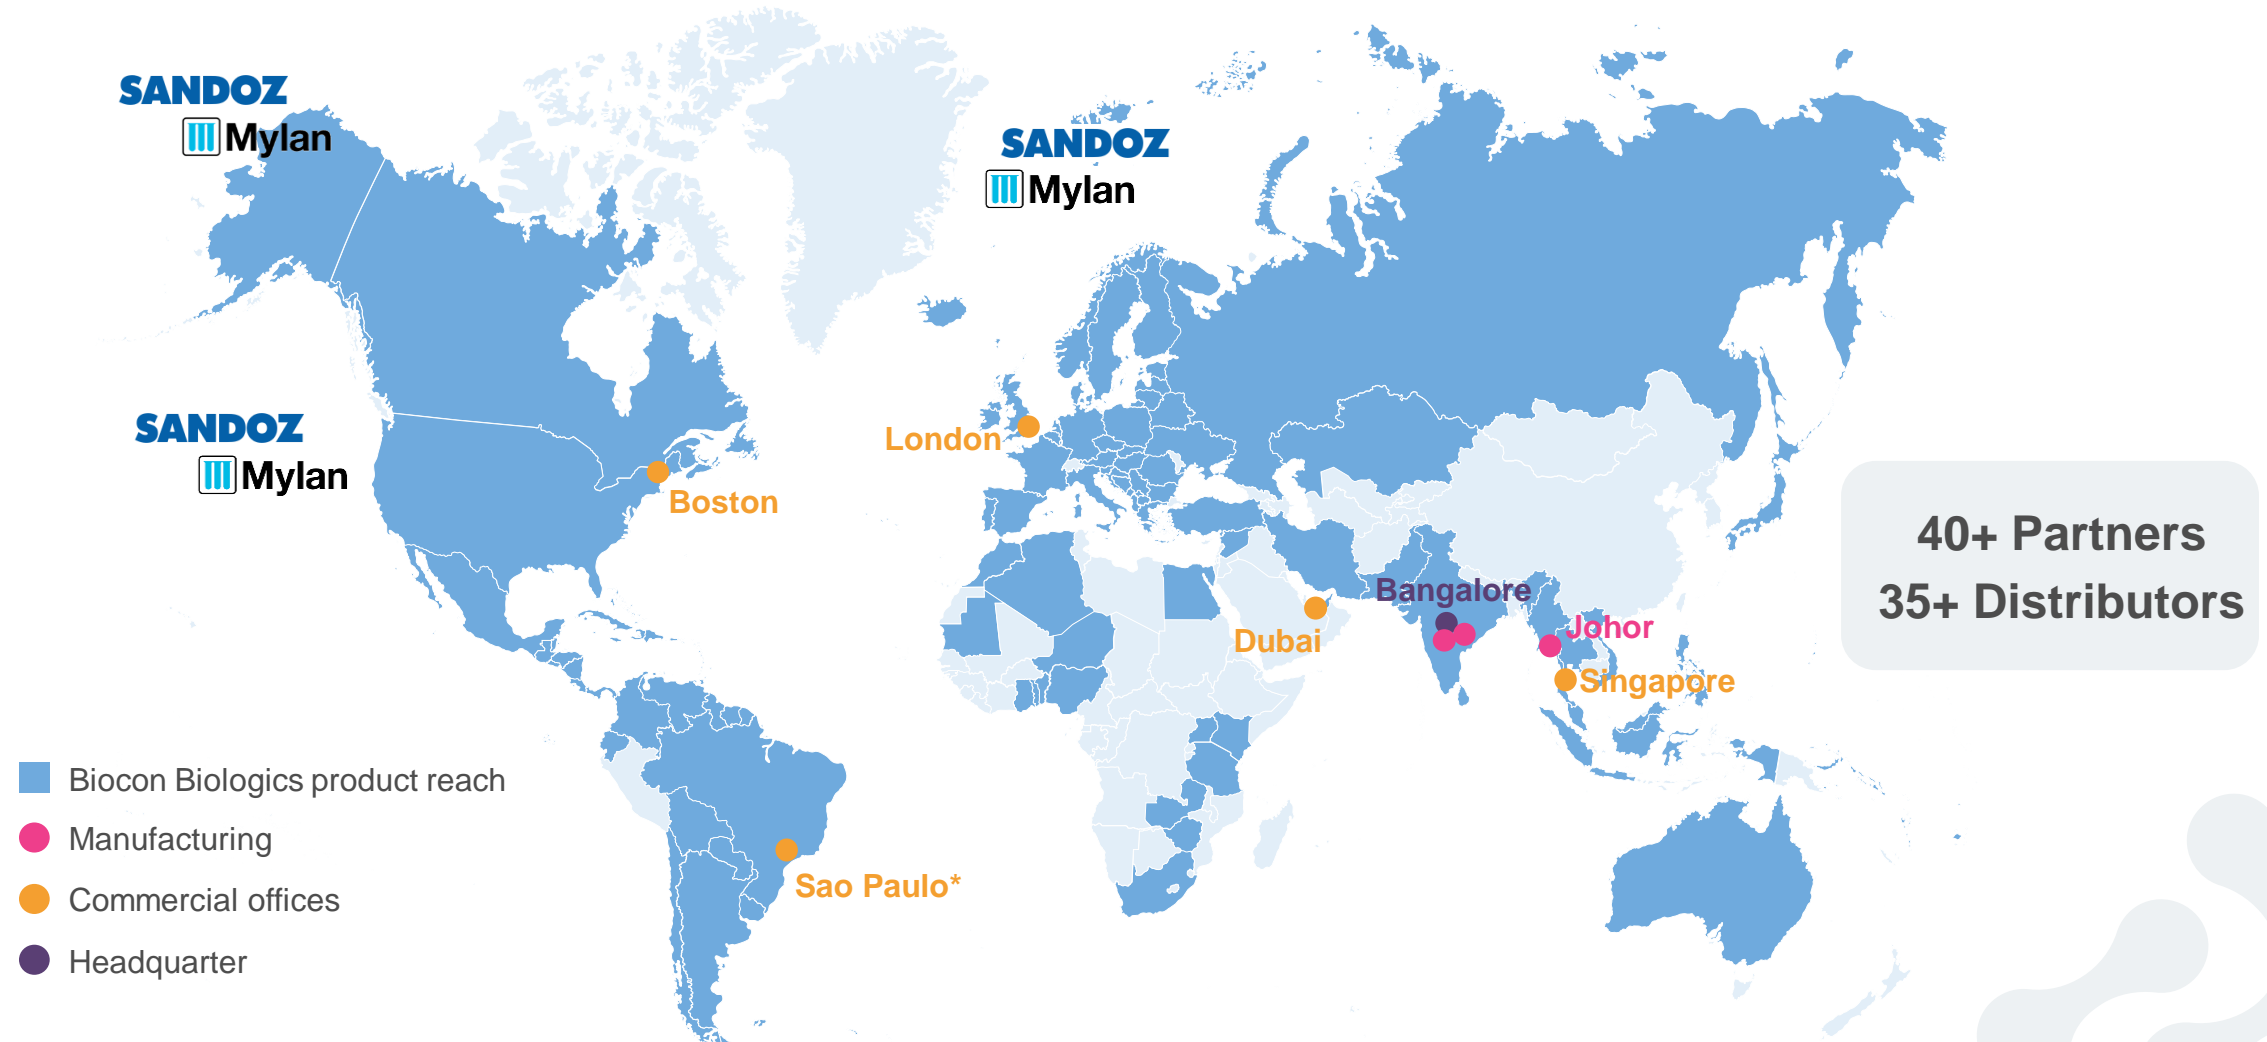 SANDOZ
Mylan
SANDOZ
Mylan
SANDOZ
Mylan
London
Boston
40+ Partners
35+ Distributors
Bangalore
Johor
Dubai
Singapore
Biocon Biologics product reach
Manufacturing
Sao Paulo*
Commercial offices
Headquarter